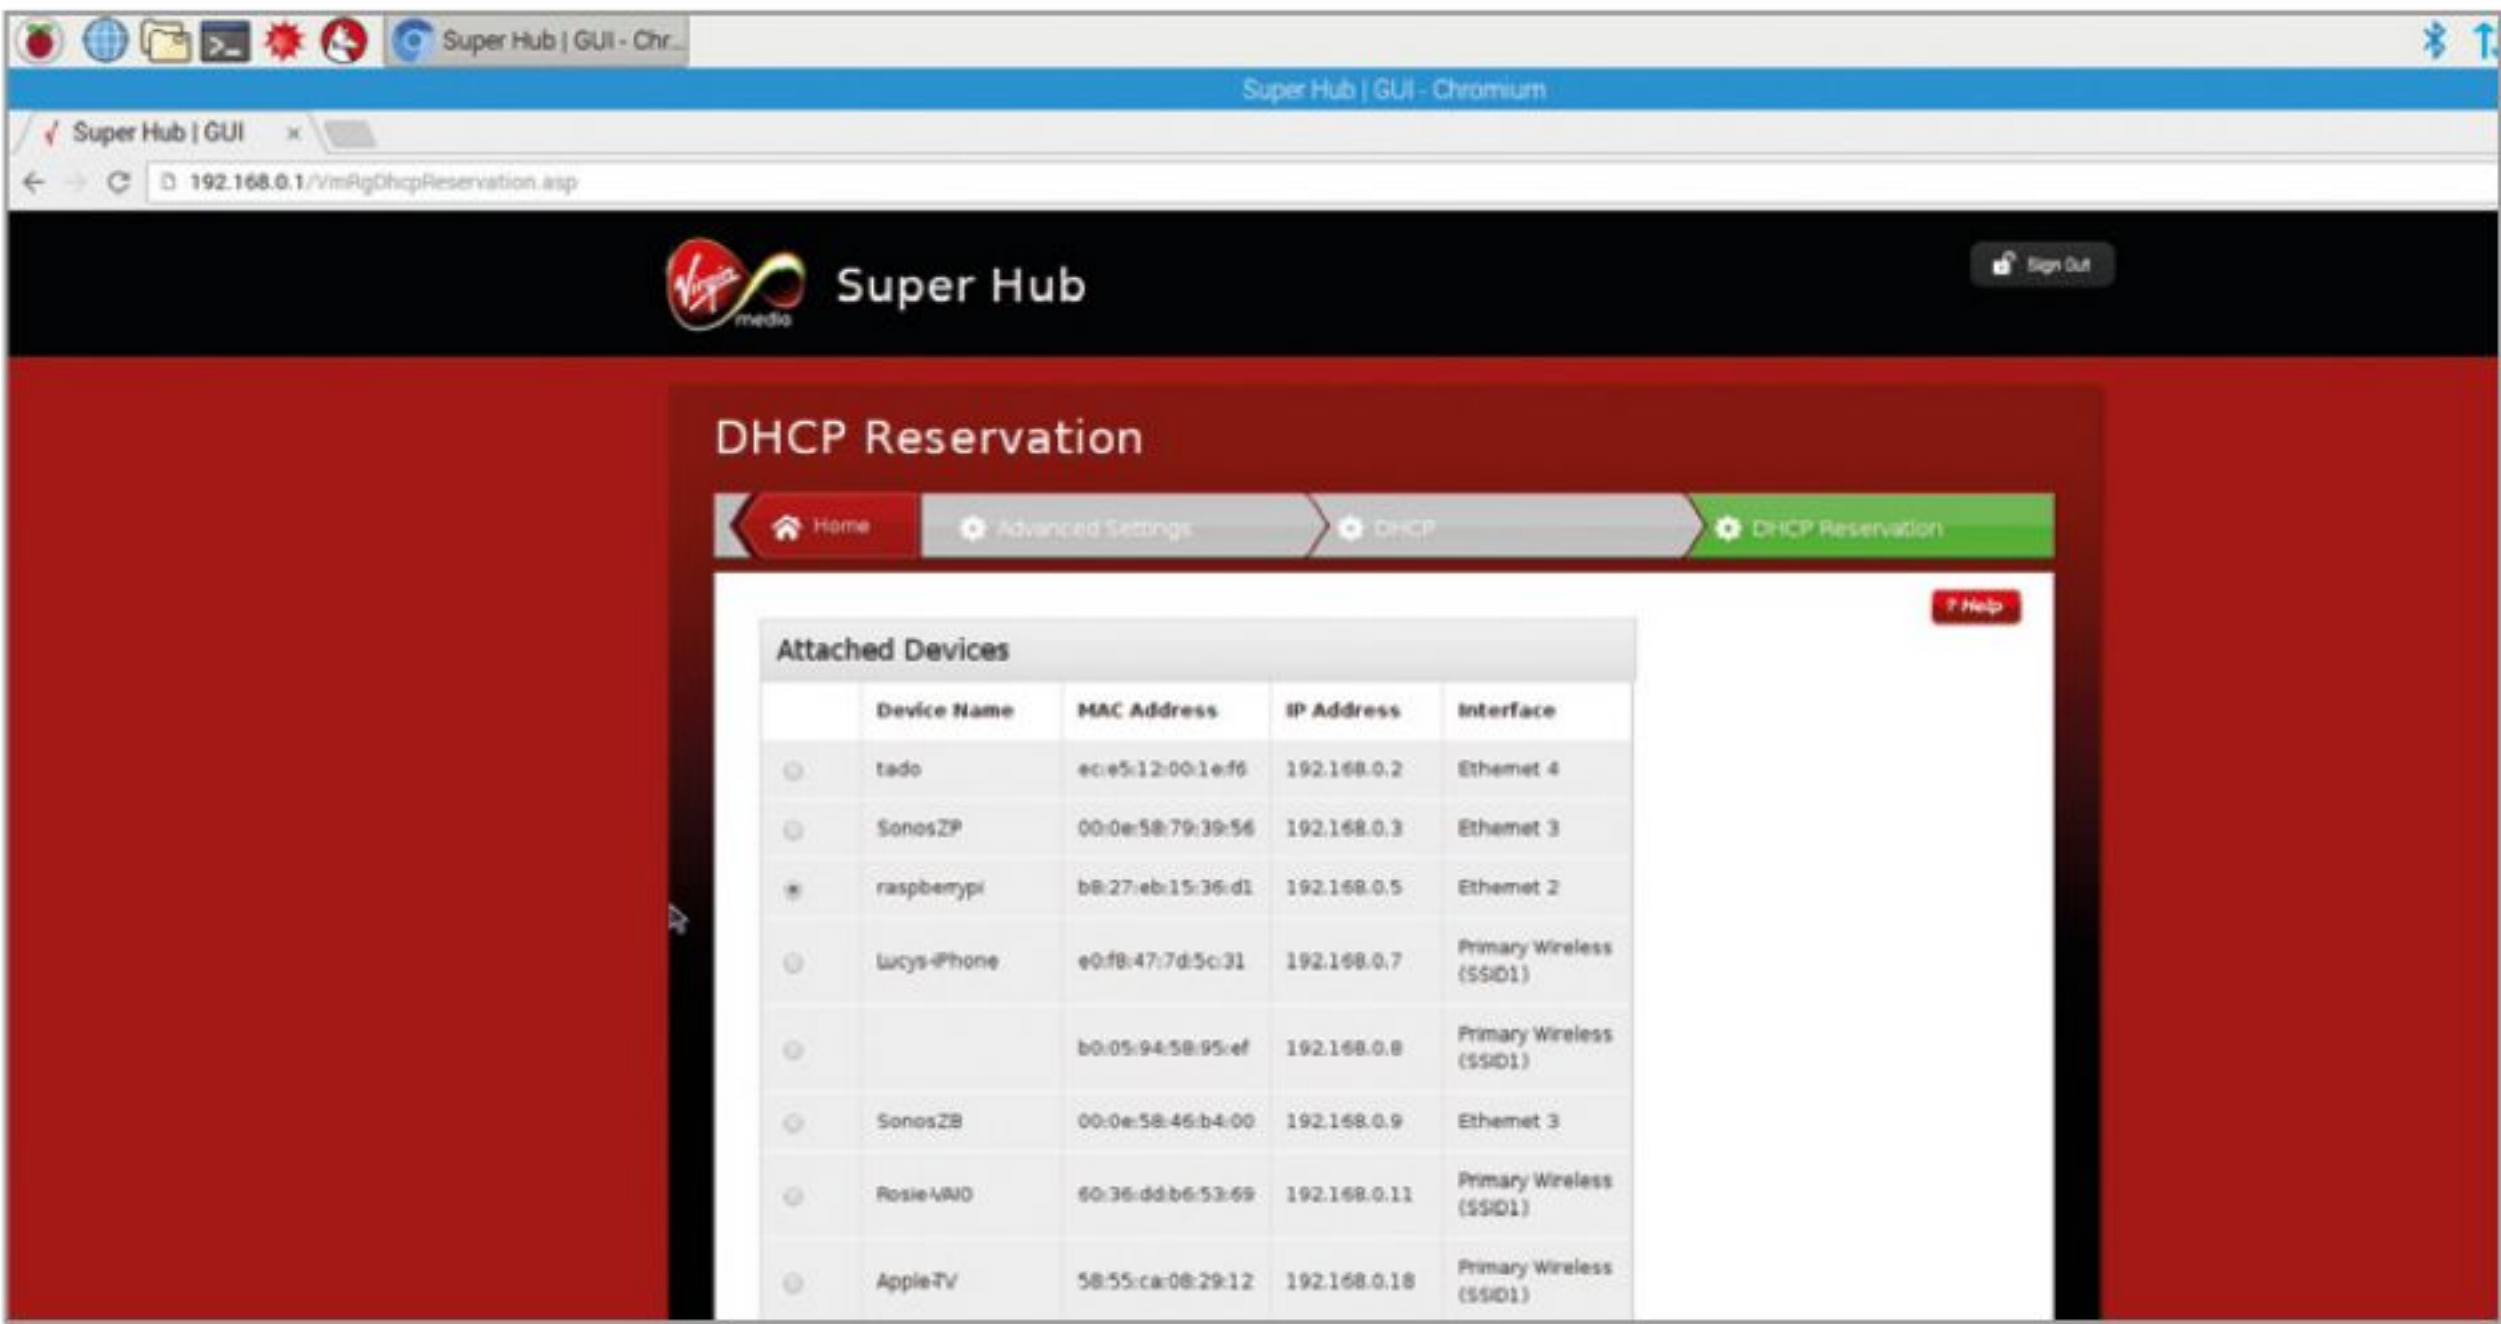 Super Hub | GUI - Chr...
Super Hub | GUI - Chromium
Super Hub | GUI
192.168.0.1/VmRgDhcpReservation.asp
Virgin media
Super Hub
Sign Out
DHCP Reservation
Home Advanced Settings DHCP DHCP Reservation
? Help
Attached Devices
Device Name MAC Address IP Address Interface
tado ec:e5:12:00:1e:f6 192.168.0.2 Ethernet 4
SonosZP 00:0e:58:79:39:56 192.168.0.3 Ethernet 3
raspberrypi b8:27:eb:15:36:d1 192.168.0.5 Ethernet 2
Lucys-iPhone e0:f8:47:7d:5c:31 192.168.0.7 Primary Wireless
(SSID1)
b0:05:94:58:95:ef 192.168.0.8 Primary Wireless
(SSID1)
SonosZB 00:0e:58:46:b4:00 192.168.0.9 Ethernet 3
Rosie-VAIO 60:36:dd:b6:53:69 192.168.0.11 Primary Wireless
(SSID1)
Apple-TV 58:55:ca:08:29:12 192.168.0.18 Primary Wireless
(SSID1)